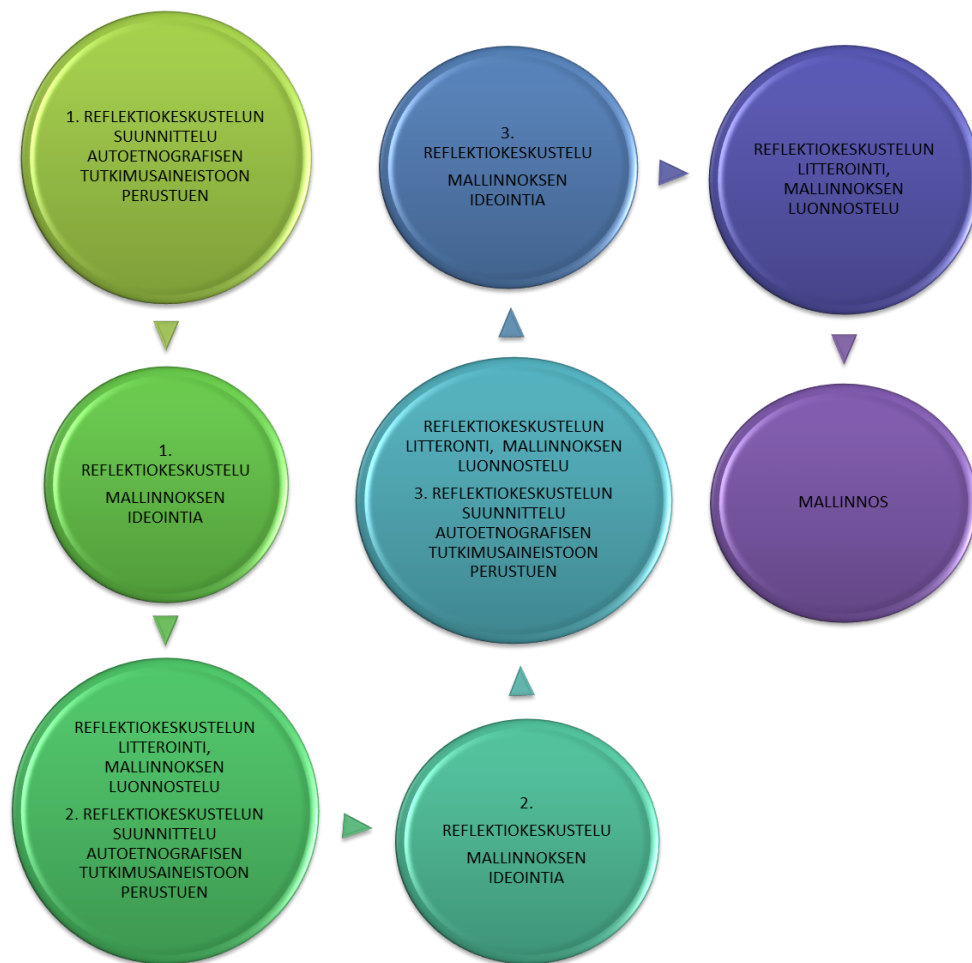 1. REFLEKTIOKESKUSTELUN
SUUNNITTELU
AUTOETNOGRAFISEN
TUTKIMUSAINEISTOON
PERUSTUEN
1.
REFLEKTIOKESKUSTELU
MALLINNOKSEN
IDEOINTIA
REFLEKTIOKESKUSTELUN
LITTEROINTI,
MALLINNOKSEN
LUONNOSTELU
2. REFLEKTIOKESKUSTELUN
SUUNNITTELU
AUTOETNOGRAFISEN
TUTKIMUSAINEISTOON
PERUSTUEN
2.
REFLEKTIOKESKUSTELU
MALLINNOKSEN
IDEOINTIA
REFLEKTIOKESKUSTELUN
LITTERONTI, MALLINNOKSEN
LUONNOSTELU
3. REFLEKTIOKESKUSTELUN
SUUNNITTELU
AUTOETNOGRAFISEN
TUTKIMUSAINEISTOON
PERUSTUEN
3.
REFLEKTIOKESKUSTELU
MALLINNOKSEN
IDEOINTIA
REFLEKTIOKESKUSTELUN
LITTEROINTI,
MALLINNOKSEN
LUONNOSTELU
MALLINNOS